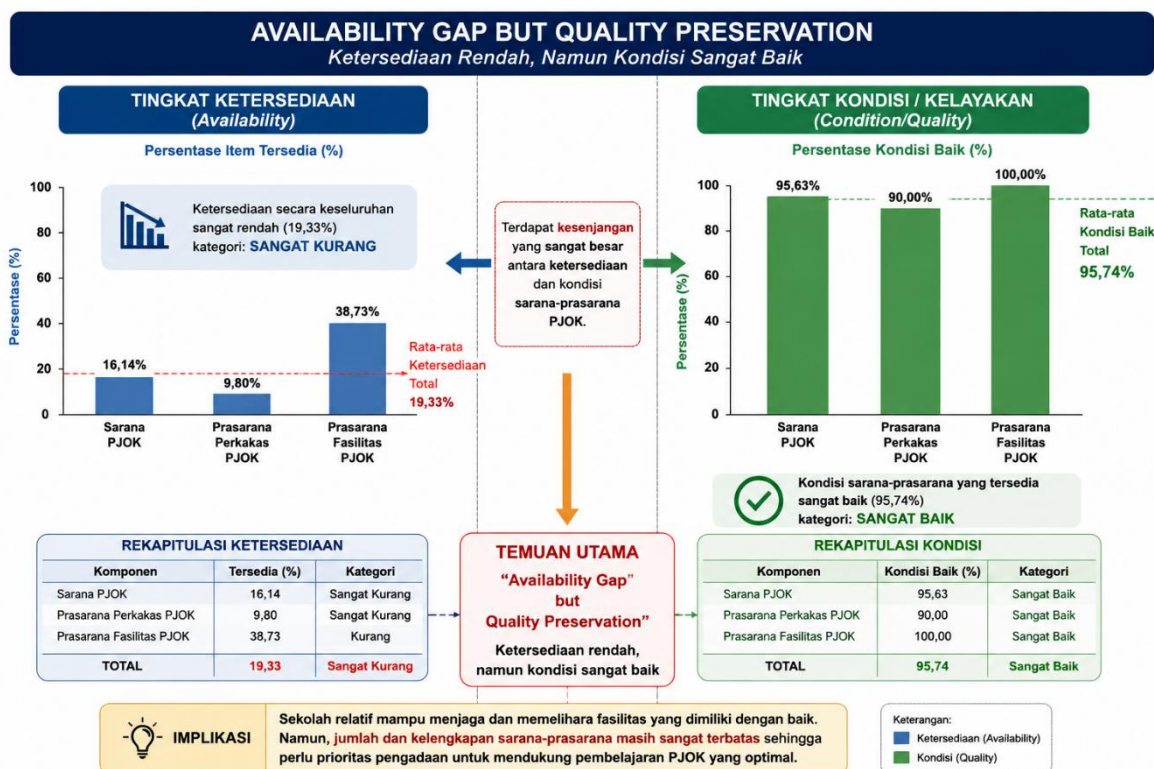 AVAILABILITY GAP BUT QUALITY PRESERVATION
Ketersediaan Rendah, Namun Kondisi Sangat Baik
TINGKAT KETERSEDIAAN
(Availability)
Persentase Item Tersedia (%)
Persentase (%)
100
80
60
40
20
0
Ketersediaan secara keseluruhan
sangat rendah (19,33%)
kategori: SANGAT KURANG
16,14%
9,80%
38,73%
Rata-rata
Ketersediaan
Total
19,33%
Sarana
PJOK
Prasarana
Perkakas
PJOK
Prasarana
Fasilitas
PJOK
Terdapat kesenjangan
yang sangat besar
antara ketersediaan
dan kondisi
sarana-prasarana
PJOK.
TINGKAT KONDISI / KELAYAKAN
(Condition/Quality)
Persentase Kondisi Baik (%)
Persentase (%)
100
80
60
40
20
0
95,63%
90,00%
100,00%
Rata-rata
Kondisi Baik
Total
95,74%
Sarana
PJOK
Prasarana
Perkakas
PJOK
Prasarana
Fasilitas
PJOK
Kondisi sarana-prasarana yang tersedia
sangat baik (95,74%)
kategori: SANGAT BAIK
REKAPITULASI KETERSEDIAAN
Komponen Tersedia (%) Kategori
Sarana PJOK 16,14 Sangat Kurang
Prasarana Perkakas PJOK 9,80 Sangat Kurang
Prasarana Fasilitas PJOK 38,73 Kurang
TOTAL 19,33 Sangat Kurang
TEMUAN UTAMA
“Availability Gap”
but
Quality Preservation”
Ketersediaan rendah,
namun kondisi sangat baik
REKAPITULASI KONDISI
Komponen Kondisi Baik (%) Kategori
Sarana PJOK 95,63 Sangat Baik
Prasarana Perkakas PJOK 90,00 Sangat Baik
Prasarana Fasilitas PJOK 100,00 Sangat Baik
TOTAL 95,74 Sangat Baik
IMPLIKASI
Sekolah relatif mampu menjaga dan memelihara fasilitas yang dimiliki dengan baik.
Namun, jumlah dan kelengkapan sarana-prasarana masih sangat terbatas sehingga
perlu prioritas pengadaan untuk mendukung pembelajaran PJOK yang optimal.
Keterangan:
Ketersediaan (Availability)
Kondisi (Quality)